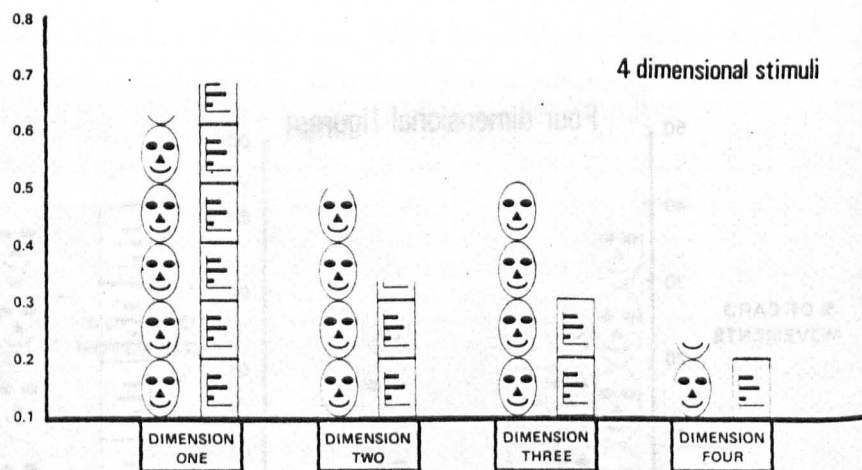 0.8
0.7
4 dimensional stimuli
0.6
0.5
0.4
0.3
0.2
0.1
DIMENSION
ONE
DIMENSION
TWO
DIMENSION
THREE
DIMENSION
FOUR